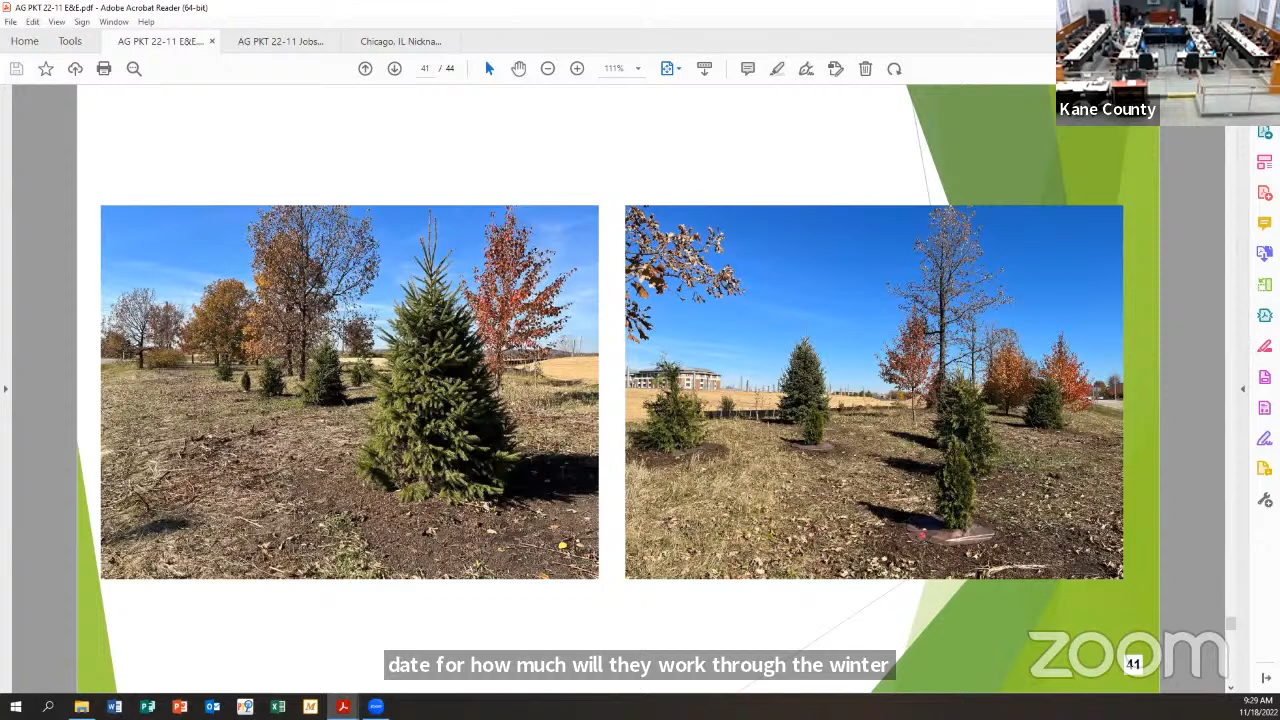 AG PKT 22-11 E&E.pdf - Adobe Acrobat Reader (64-bit)
File Edit View Sign Window Help
Home Tools AG PKT 22-11 E&E... × AG PKT 22-11 Jobs... Chicago, IL Nickna...
41 / 44 111%
Kane County
date for how much will they work through the winter
zoom
41
9:29 AM
11/18/2022